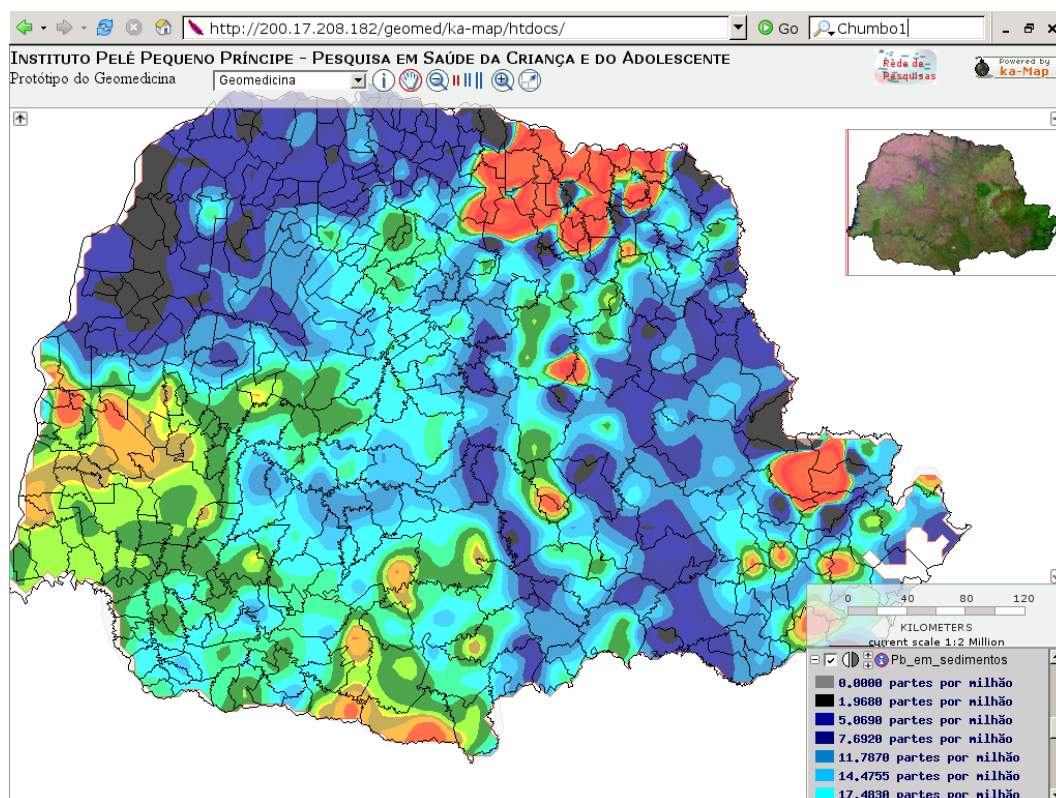 http://200.17.208.182/geomed/ka-map/htdocs/ Go Chumbo1
INSTITUTO PELÉ PEQUENO PRÍNCIPE - PESQUISA EM SAÚDE DA CRIANÇA E DO ADOLESCENTE
Protótipo do Geomedicina Geomedicina
Rede de
Pesquisas
Powered by
ka-Map
0 40 80 120
KILOMETERS
current scale 1:2 Million
Pb_em_sedimentos
0.0000 partes por milhão
1.9680 partes por milhão
5.0690 partes por milhão
7.6920 partes por milhão
11.7870 partes por milhão
14.4755 partes por milhão
17.4830 partes por milhão